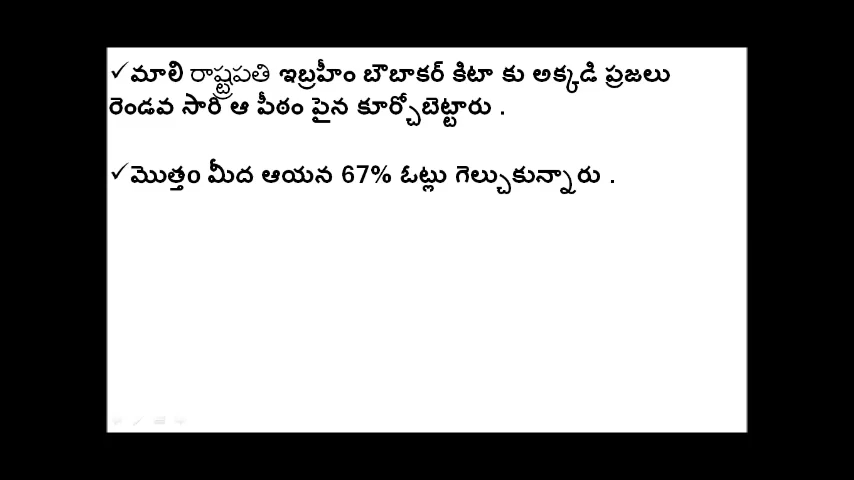 ✓మాలి రాష్ట్రపతి ఇబ్రహీం బౌబాకర్ కిటా కు అక్కడి ప్రజలు
రెండవ సారి ఆ పీఠం పైన కూర్చోబెట్టారు .
✓మొత్తం మీద ఆయన 67% ఓట్లు గెల్చుకున్నారు .